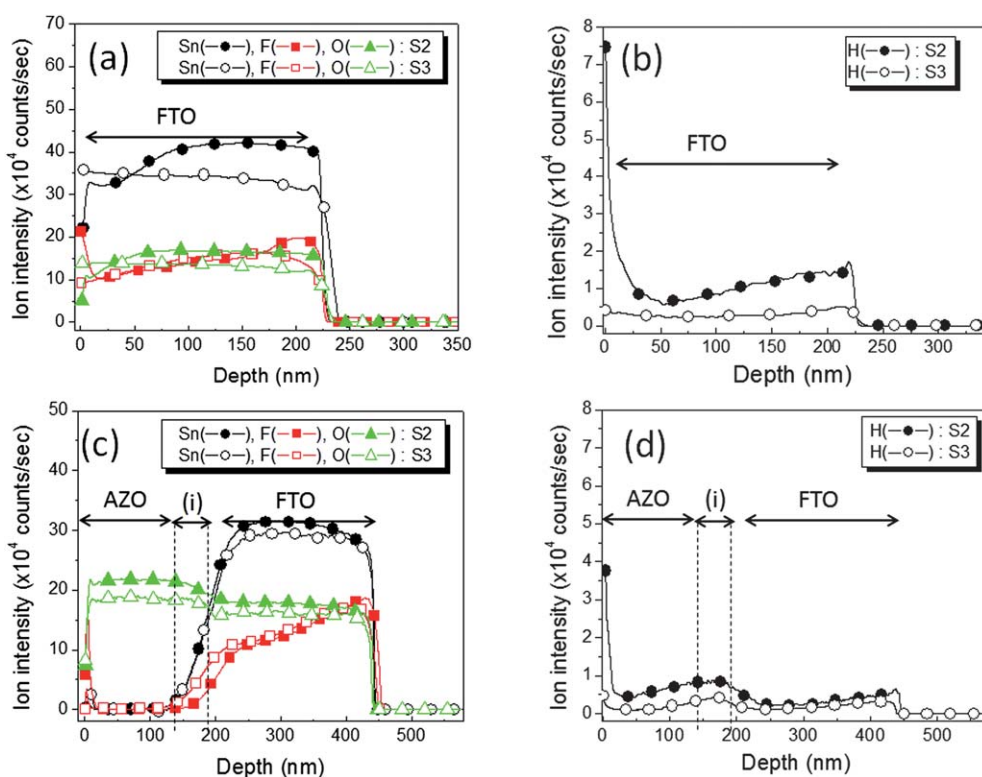 (a)
Sn(—●—), F(—■—), O(—▲—) : S2
Sn(—○—), F(—□—), O(—△—) : S3
FTO
70
60
50
40
30
20
10
0
Ion intensity (x10⁴ counts/sec)
0 50 100 150 200 250 300 350
Depth (nm)
(b)
H(—●—) : S2
H(—○—) : S3
FTO
8
7
6
5
4
3
2
1
0
Ion intensity (x10⁴ counts/sec)
0 50 100 150 200 250 300
Depth (nm)
(c)
Sn(—●—), F(—■—), O(—▲—) : S2
Sn(—○—), F(—□—), O(—△—) : S3
AZO (i) FTO
50
40
30
20
10
0
Ion intensity (x10⁴ counts/sec)
0 100 200 300 400 500
Depth (nm)
(d)
H(—●—) : S2
H(—○—) : S3
AZO (i) FTO
8
6
4
2
0
Ion intensity (x10⁴ counts/sec)
0 100 200 300 400 500
Depth (nm)